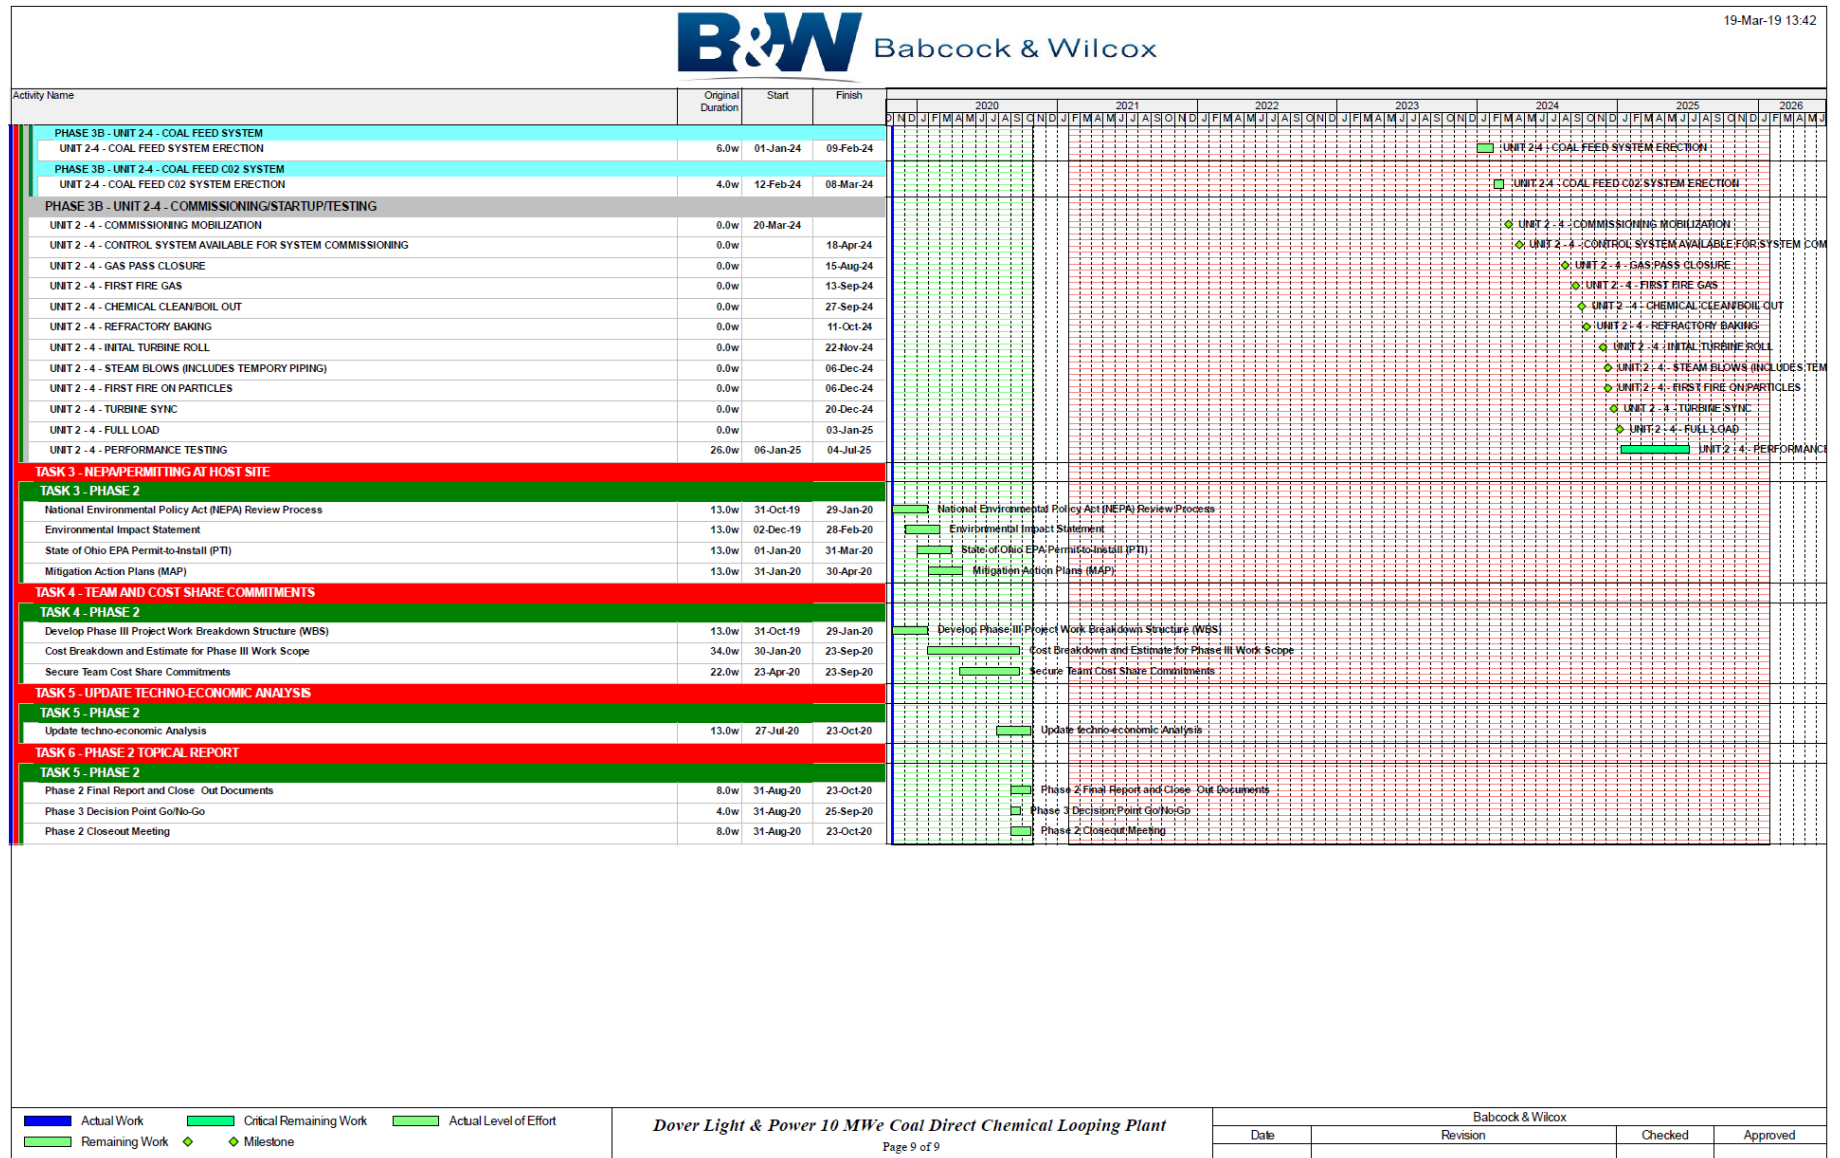 B&W Babcock & Wilcox
19-Mar-19 13:42
Activity Name Original Duration Start Finish
2020 2021 2022 2023 2024 2025 2026
O N D J F M A M J J A S O N D J F M A M J J A S O N D J F M A M J J A S O N D J F M A M J J A S O N D J F M A M J J A S O N D J F M A M J J A S O N D J F M A M J
PHASE 3B - UNIT 2-4 - COAL FEED SYSTEM
UNIT 2-4 - COAL FEED SYSTEM ERECTION 6.0w 01-Jan-24 09-Feb-24 UNIT 2-4 - COAL FEED SYSTEM ERECTION
PHASE 3B - UNIT 2-4 - COAL FEED C02 SYSTEM
UNIT 2-4 - COAL FEED C02 SYSTEM ERECTION 4.0w 12-Feb-24 08-Mar-24 UNIT 2-4 - COAL FEED C02 SYSTEM ERECTION
PHASE 3B - UNIT 2-4 - COMMISSIONING/STARTUP/TESTING
UNIT 2 - 4 - COMMISSIONING MOBILIZATION 0.0w 20-Mar-24 UNIT 2 - 4 - COMMISSIONING MOBILIZATION
UNIT 2 - 4 - CONTROL SYSTEM AVAILABLE FOR SYSTEM COMMISSIONING 0.0w 18-Apr-24 UNIT 2 - 4 - CONTROL SYSTEM AVAILABLE FOR SYSTEM COM
UNIT 2 - 4 - GAS PASS CLOSURE 0.0w 15-Aug-24 UNIT 2 - 4 - GAS PASS CLOSURE
UNIT 2 - 4 - FIRST FIRE GAS 0.0w 13-Sep-24 UNIT 2 - 4 - FIRST FIRE GAS
UNIT 2 - 4 - CHEMICAL CLEAN/BOIL OUT 0.0w 27-Sep-24 UNIT 2 - 4 - CHEMICAL CLEAN/BOIL OUT
UNIT 2 - 4 - REFRACTORY BAKING 0.0w 11-Oct-24 UNIT 2 - 4 - REFRACTORY BAKING
UNIT 2 - 4 - INITAL TURBINE ROLL 0.0w 22-Nov-24 UNIT 2 - 4 - INITAL TURBINE ROLL
UNIT 2 - 4 - STEAM BLOWS (INCLUDES TEMPORY PIPING) 0.0w 06-Dec-24 UNIT 2 - 4 - STEAM BLOWS (INCLUDES TEM
UNIT 2 - 4 - FIRST FIRE ON PARTICLES 0.0w 06-Dec-24 UNIT 2 - 4 - FIRST FIRE ON PARTICLES
UNIT 2 - 4 - TURBINE SYNC 0.0w 20-Dec-24 UNIT 2 - 4 - TURBINE SYNC
UNIT 2 - 4 - FULL LOAD 0.0w 03-Jan-25 UNIT 2 - 4 - FULL LOAD
UNIT 2 - 4 - PERFORMANCE TESTING 26.0w 06-Jan-25 04-Jul-25 UNIT 2 - 4 - PERFORMANCE
TASK 3 - NEPA/PERMITTING AT HOST SITE
TASK 3 - PHASE 2
National Environmental Policy Act (NEPA) Review Process 13.0w 31-Oct-19 29-Jan-20 National Environmental Policy Act (NEPA) Review Process
Environmental Impact Statement 13.0w 02-Dec-19 28-Feb-20 Environmental Impact Statement
State of Ohio EPA Permit-to-Install (PTI) 13.0w 01-Jan-20 31-Mar-20 State of Ohio EPA Permit-to-Install (PTI)
Mitigation Action Plans (MAP) 13.0w 31-Jan-20 30-Apr-20 Mitigation Action Plans (MAP)
TASK 4 - TEAM AND COST SHARE COMMITMENTS
TASK 4 - PHASE 2
Develop Phase III Project Work Breakdown Structure (WBS) 13.0w 31-Oct-19 29-Jan-20 Develop Phase III Project Work Breakdown Structure (WBS)
Cost Breakdown and Estimate for Phase III Work Scope 34.0w 30-Jan-20 23-Sep-20 Cost Breakdown and Estimate for Phase III Work Scope
Secure Team Cost Share Commitments 22.0w 23-Apr-20 23-Sep-20 Secure Team Cost Share Commitments
TASK 5 - UPDATE TECHNO-ECONOMIC ANALYSIS
TASK 5 - PHASE 2
Update techno-economic Analysis 13.0w 27-Jul-20 23-Oct-20 Update techno-economic Analysis
TASK 6 - PHASE 2 TOPICAL REPORT
TASK 5 - PHASE 2
Phase 2 Final Report and Close Out Documents 8.0w 31-Aug-20 23-Oct-20 Phase 2 Final Report and Close Out Documents
Phase 3 Decision Point Go/No-Go 4.0w 31-Aug-20 25-Sep-20 Phase 3 Decision Point Go/No-Go
Phase 2 Closeout Meeting 8.0w 31-Aug-20 23-Oct-20 Phase 2 Closeout Meeting
Actual Work Critical Remaining Work Actual Level of Effort
Remaining Work Milestone
Dover Light & Power 10 MWe Coal Direct Chemical Looping Plant
Page 9 of 9
Babcock & Wilcox
Date Revision Checked Approved